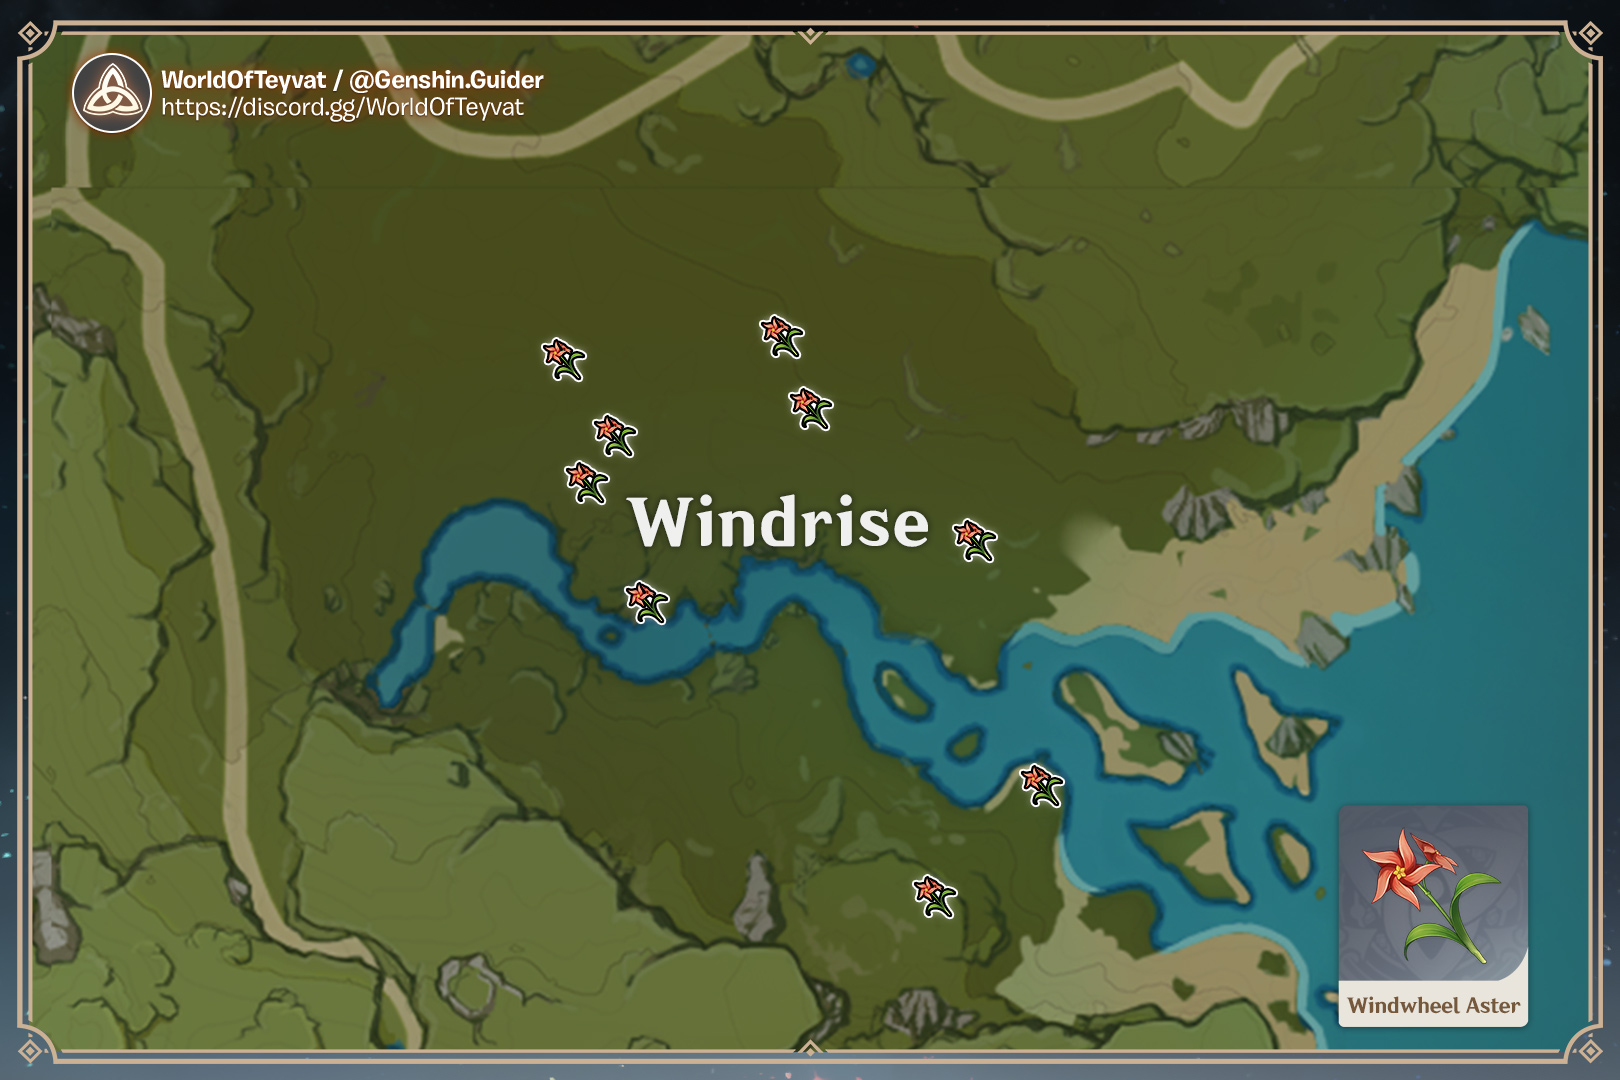 WorldOfTeyvat / @Genshin.Guider
https://discord.gg/WorldOfTeyvat
Windrise
Windwheel Aster